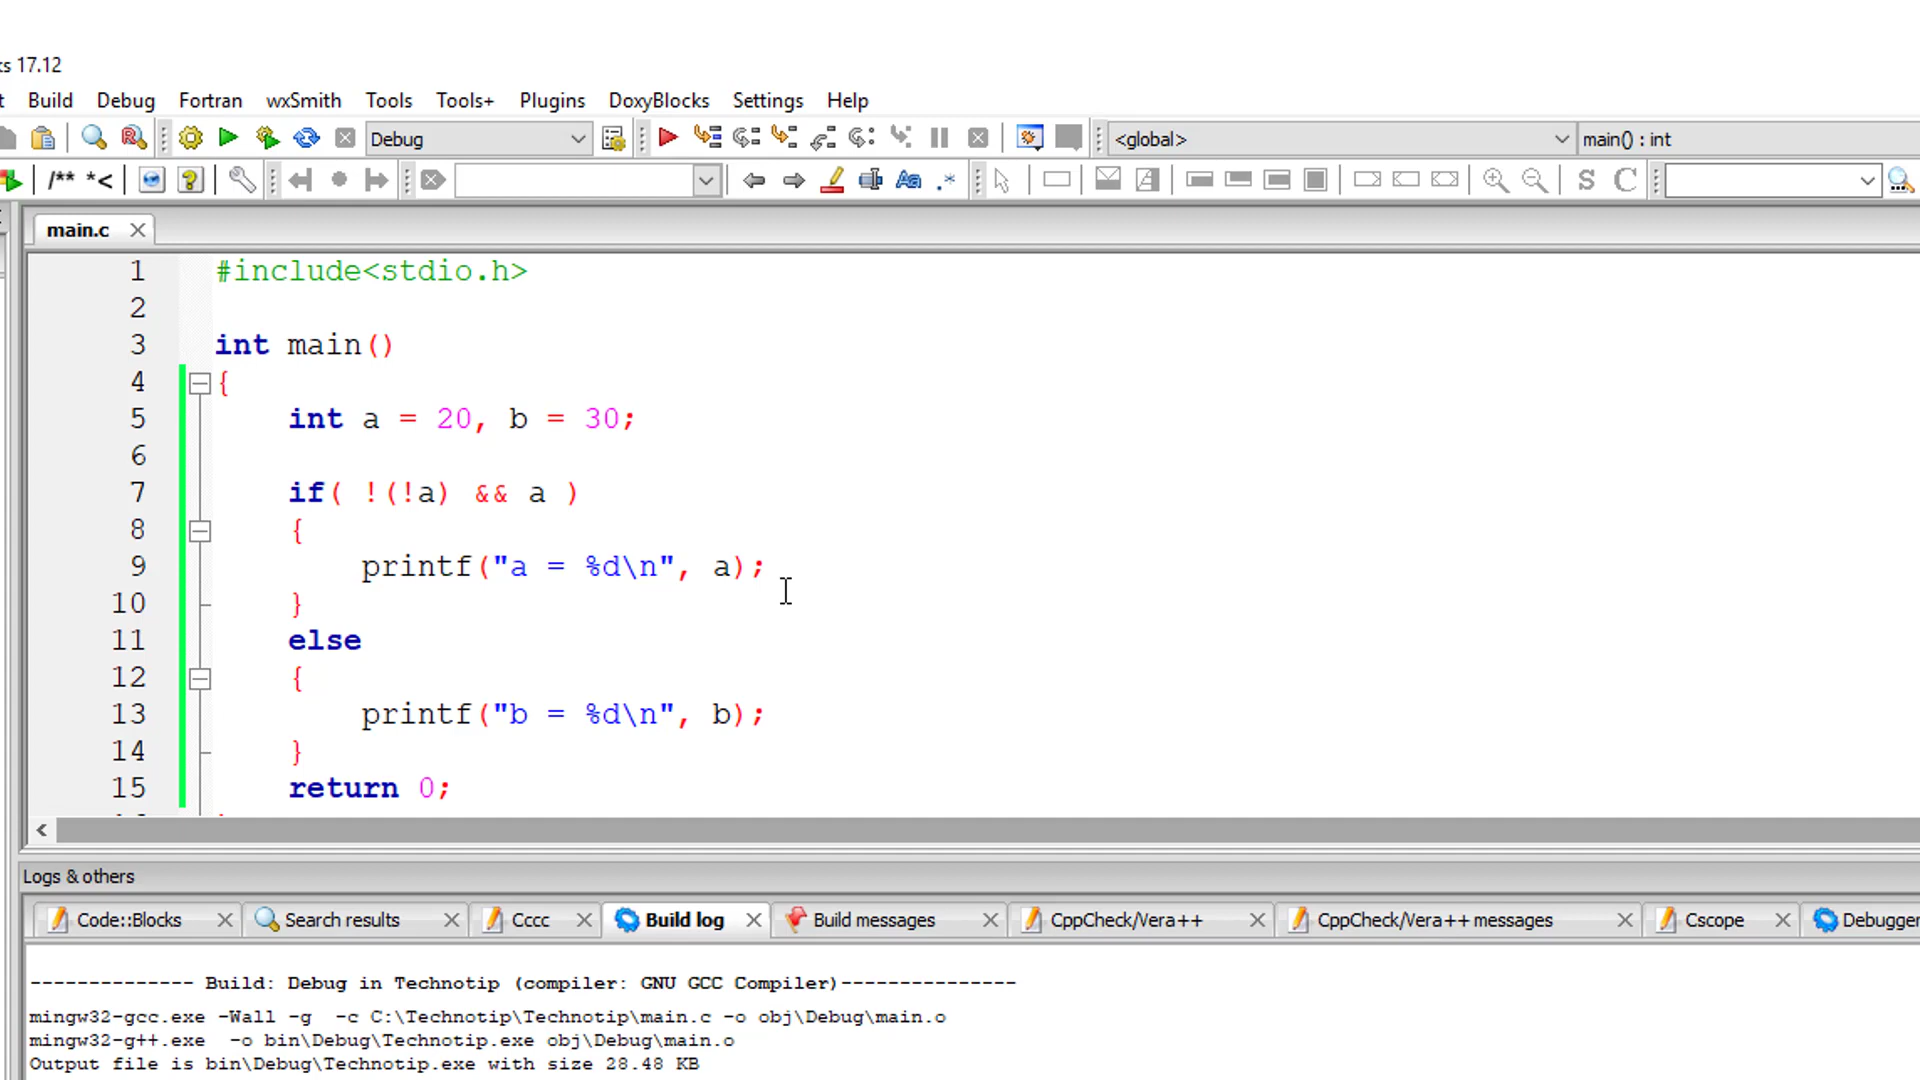 ks 17.12
t Build Debug Fortran wxSmith Tools Tools+ Plugins DoxyBlocks Settings Help
Debug <global> main() : int
/** *< S C
main.c
1 #include<stdio.h>
2
3 int main()
4 {
5 int a = 20, b = 30;
6
7 if( !(!a) && a )
8 {
9 printf("a = %d\n", a);
10 }
11 else
12 {
13 printf("b = %d\n", b);
14 }
15 return 0;
Logs & others
Code::Blocks Search results Cccc Build log Build messages CppCheck/Vera++ CppCheck/Vera++ messages Cscope Debugger
-------------- Build: Debug in Technotip (compiler: GNU GCC Compiler)---------------
mingw32-gcc.exe -Wall -g -c C:\Technotip\Technotip\main.c -o obj\Debug\main.o
mingw32-g++.exe -o bin\Debug\Technotip.exe obj\Debug\main.o
Output file is bin\Debug\Technotip.exe with size 28.48 KB